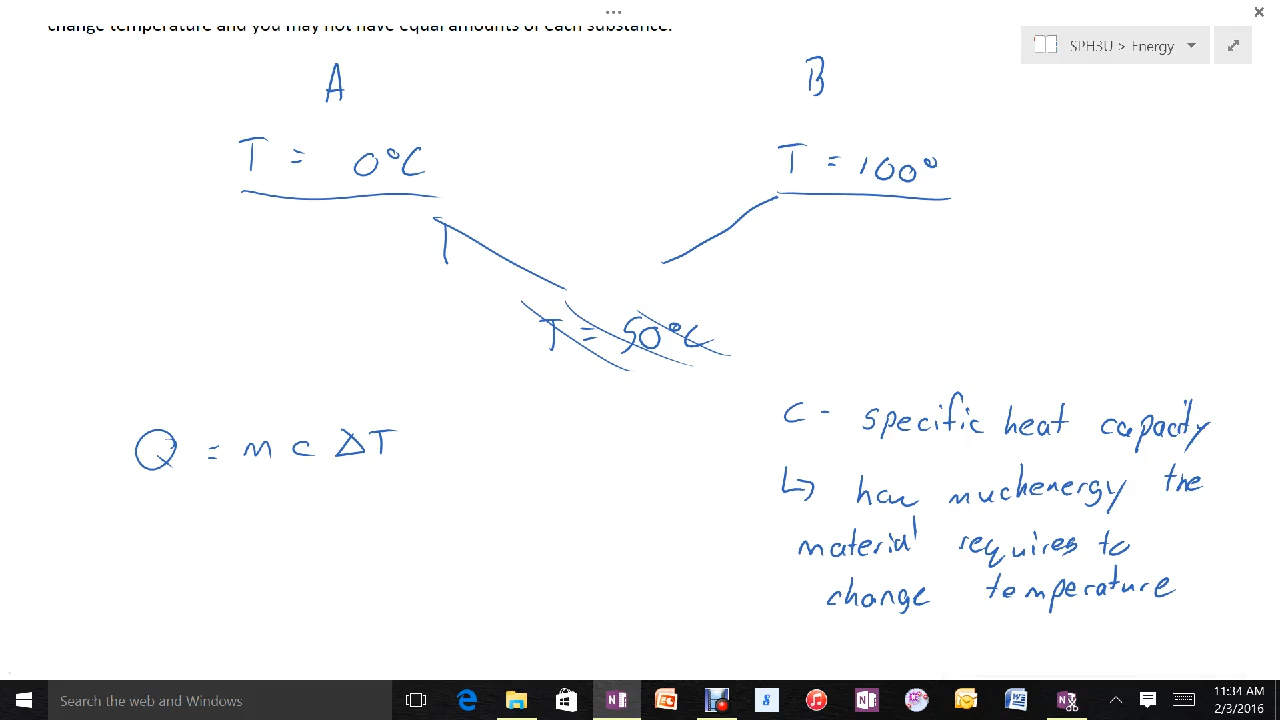 change temperature and you may not have equal amounts of each substance.
SPH3U > Energy
A
B
T = 0°C
T = 100°
T = 50°C
Q = m c ΔT
c - specific heat capacity
↳ how much energy the
material requires to
change temperature
Search the web and Windows
11:34 AM
2/3/2016